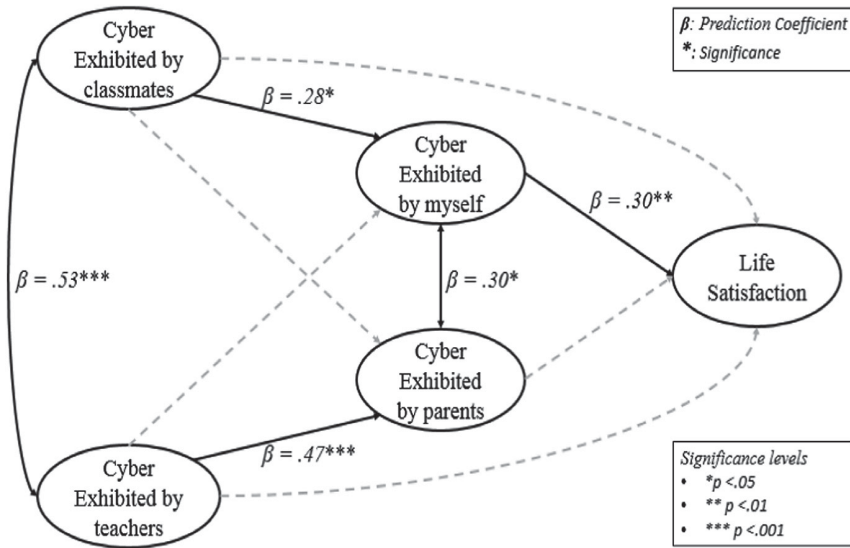 Cyber
Exhibited by
classmates
β: Prediction Coefficient
*: Significance
β = .28*
Cyber
Exhibited
by myself
β = .30**
β = .53***
β = .30*
Life
Satisfaction
Cyber
Exhibited
by parents
β = .47***
Cyber
Exhibited by
teachers
Significance levels
• *p <.05
• ** p <.01
• *** p <.001